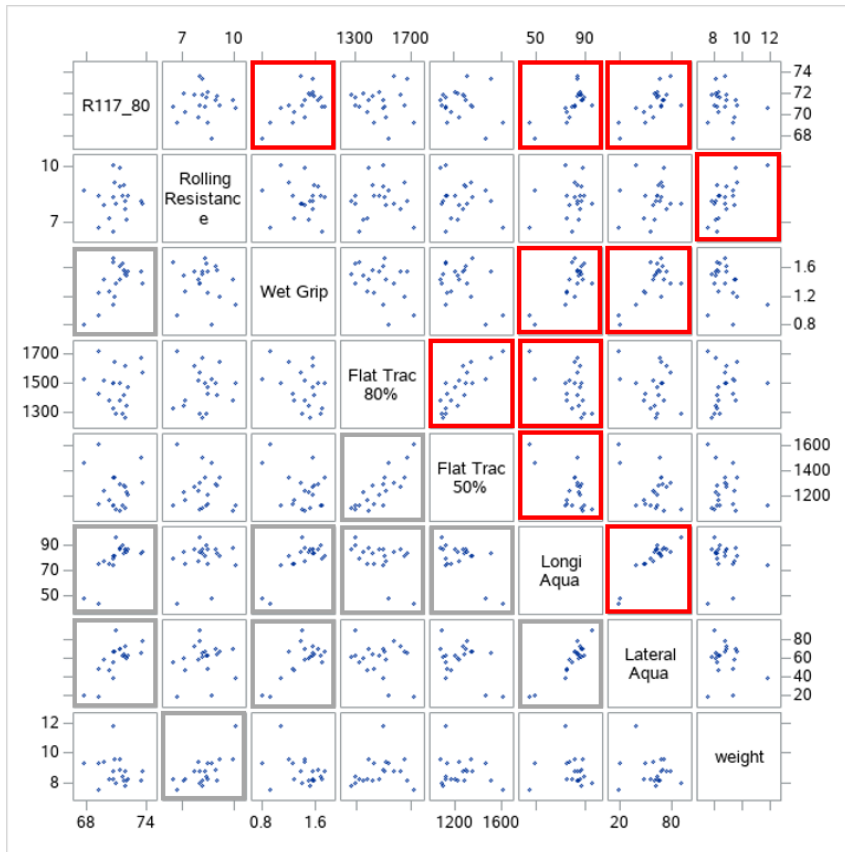 7 10 1300 1700 50 90 8 10 12
R117_80
74
72
70
68
10
7
Rolling
Resistanc
e
Wet Grip
1.6
1.2
0.8
1700
1500
1300
Flat Trac
80%
Flat Trac
50%
1600
1400
1200
90
70
50
Longi
Aqua
Lateral
Aqua
80
60
40
20
12
10
8
weight
68 74 0.8 1.6 1200 1600 20 80